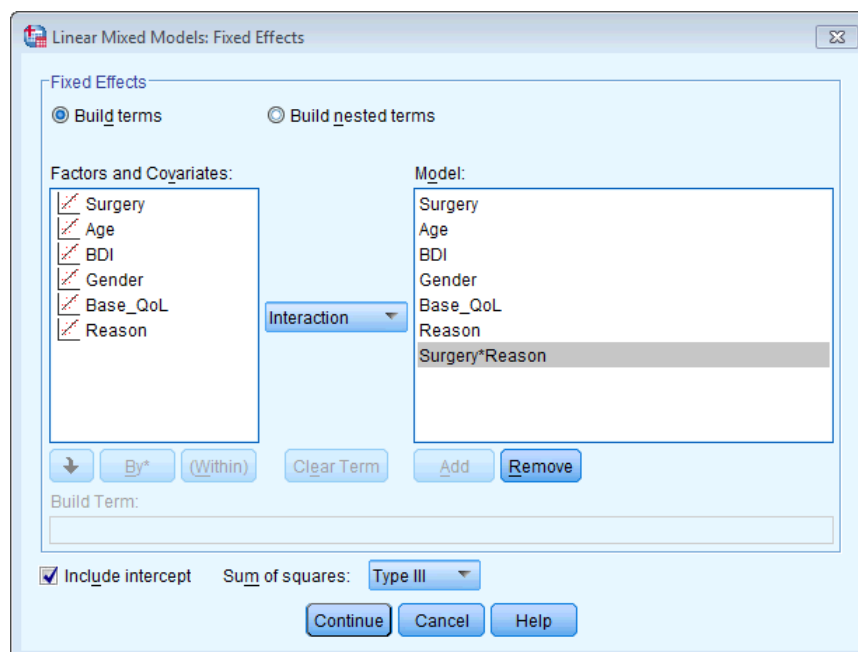 Linear Mixed Models: Fixed Effects
Fixed Effects
Build terms
Build nested terms
Factors and Covariates:
Surgery
Age
BDI
Gender
Base_QoL
Reason
Interaction
Model:
Surgery
Age
BDI
Gender
Base_QoL
Reason
Surgery*Reason
By*
(Within)
Clear Term
Add
Remove
Build Term:
Include intercept
Sum of squares:
Type III
Continue
Cancel
Help